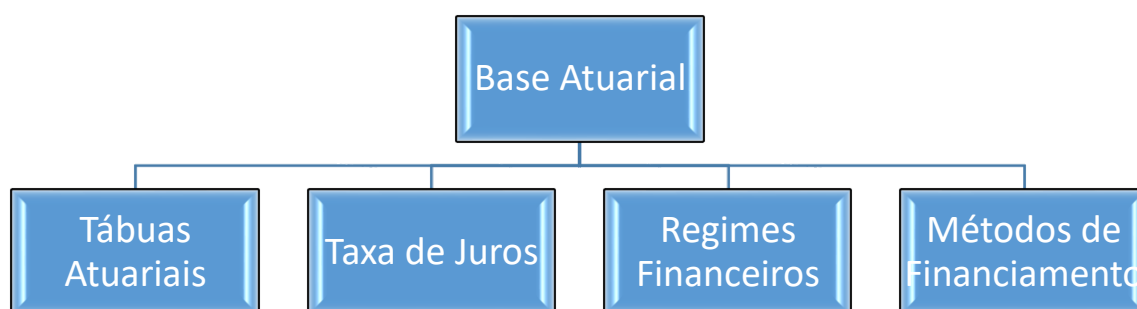 Base Atuarial
Tábuas
Atuariais
Taxa de Juros
Regimes
Financeiros
Métodos de
Financiamento